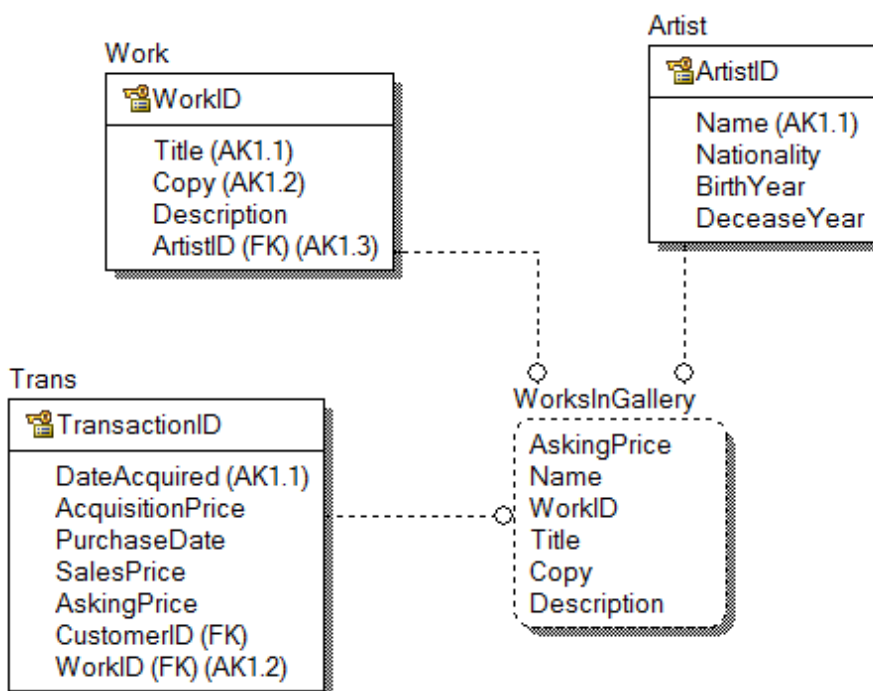 Work
WorkID
Title (AK1.1)
Copy (AK1.2)
Description
ArtistID (FK) (AK1.3)
Artist
ArtistID
Name (AK1.1)
Nationality
BirthYear
DeceaseYear
Trans
TransactionID
DateAcquired (AK1.1)
AcquisitionPrice
PurchaseDate
SalesPrice
AskingPrice
CustomerID (FK)
WorkID (FK) (AK1.2)
WorksInGallery
AskingPrice
Name
WorkID
Title
Copy
Description